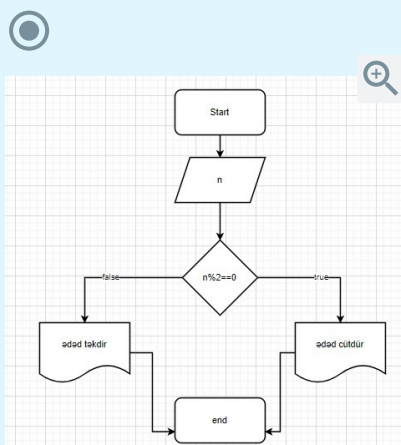 Start
n
n%2==0
false
true
ədəd təkdir
ədəd cütdür
end